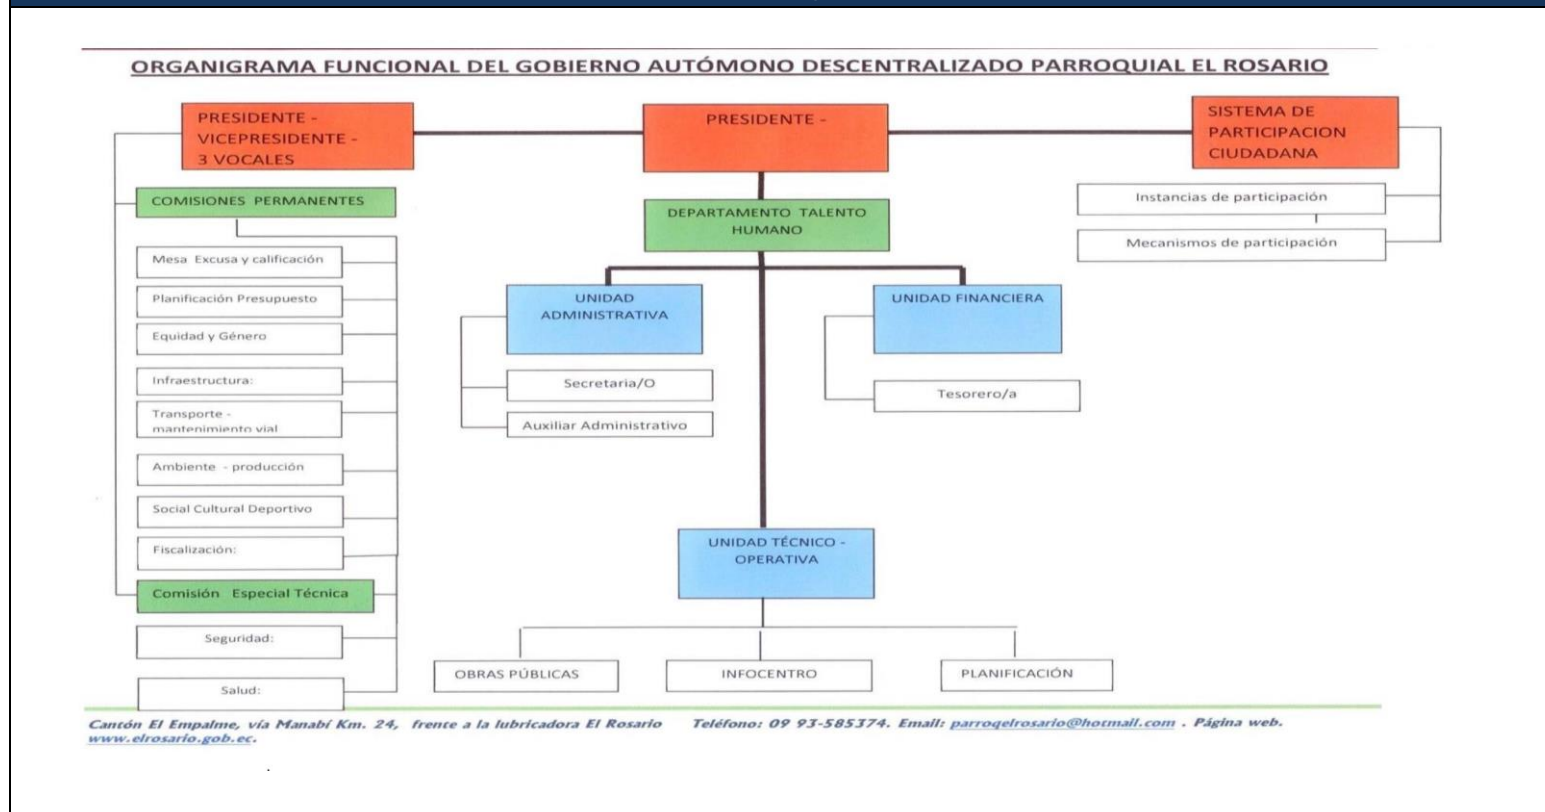 ORGANIGRAMA FUNCIONAL DEL GOBIERNO AUTÓMONO DESCENTRALIZADO PARROQUIAL EL ROSARIO
PRESIDENTE -
VICEPRESIDENTE -
3 VOCALES
PRESIDENTE -
SISTEMA DE
PARTICIPACION
CIUDADANA
COMISIONES PERMANENTES
Mesa Excusa y calificación
Planificación Presupuesto
Equidad y Género
Infraestructura:
Transporte -
mantenimiento vial
Ambiente - producción
Social Cultural Deportivo
Fiscalización:
Comisión Especial Técnica
Seguridad:
Salud:
DEPARTAMENTO TALENTO
HUMANO
UNIDAD
ADMINISTRATIVA
Secretaria/O
Auxiliar Administrativo
UNIDAD FINANCIERA
Tesorero/a
UNIDAD TÉCNICO -
OPERATIVA
OBRAS PÚBLICAS
INFOCENTRO
PLANIFICACIÓN
Instancias de participación
Mecanismos de participación
Cantón El Empalme, vía Manabí Km. 24, frente a la lubricadora El Rosario Teléfono: 09 93-585374. Email: parroqelrosario@hotmail.com . Página web.
www.elrosario.gob.ec.